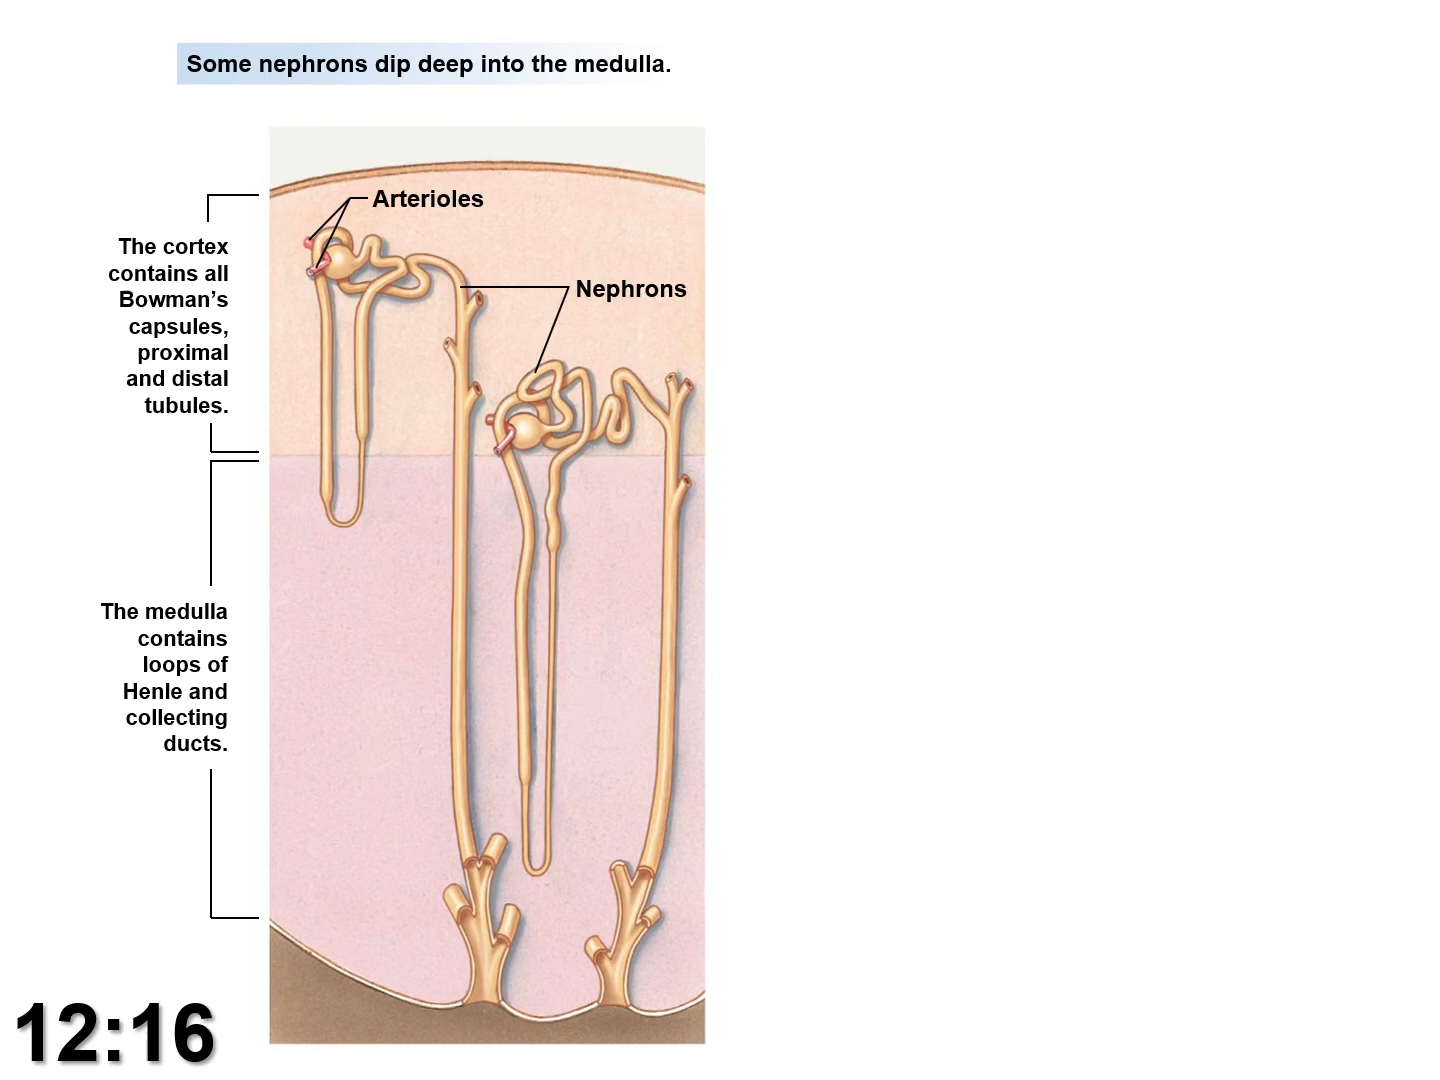 Some nephrons dip deep into the medulla.
Arterioles
The cortex
contains all
Bowman’s
capsules,
proximal
and distal
tubules.
Nephrons
The medulla
contains
loops of
Henle and
collecting
ducts.
12:16